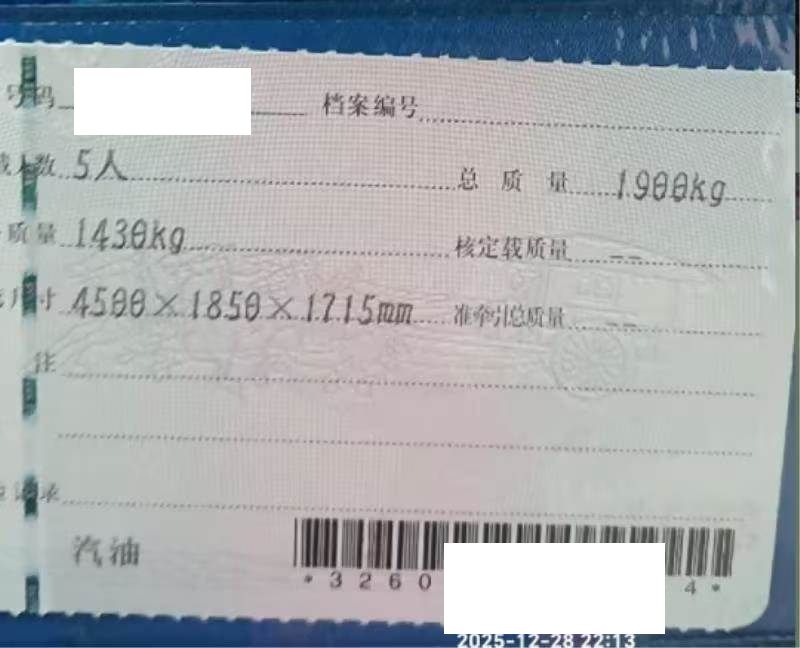 号码 档案编号
载人数 5人 总质量 1900kg
质量 1430kg 核定载质量 --
尺寸 4500×1850×1715mm 准牵引总质量 --
注
记录
汽油
*3260 4*
2025-12-28 22:13